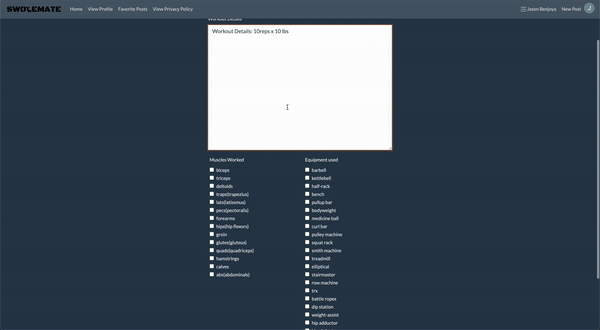 SWOLEMATE Home View Profile Favorite Posts View Privacy Policy Jason Benjoya New Post J
Workout Details
Workout Details: 10reps x 10 lbs
Muscles Worked
biceps
triceps
deltoids
traps(trapezius)
lats(latissmus)
pecs(pectorals)
forearms
hips(hip flexors)
groin
glutes(gluteus)
quads(quadriceps)
hamstrings
calves
abs(abdominals)
Equipment used
barbell
kettlebell
half-rack
bench
pullup bar
bodyweight
medicine ball
curl bar
pulley machine
squat rack
smith machine
treadmill
elliptical
stairmaster
row machine
trx
battle ropes
dip station
weight-assist
hip adductor